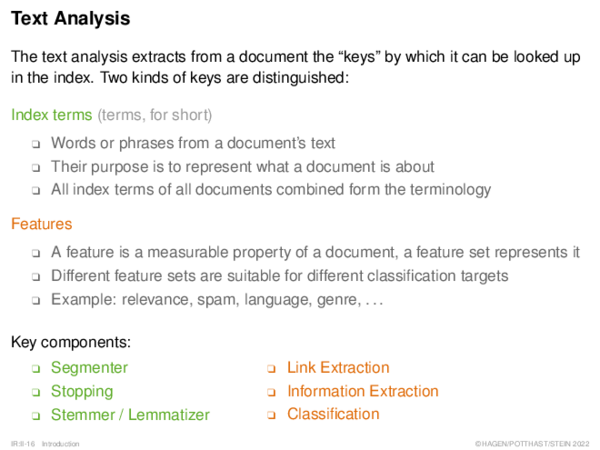 Text Analysis
The text analysis extracts from a document the “keys” by which it can be looked up
in the index. Two kinds of keys are distinguished:
Index terms (terms, for short)
❑ Words or phrases from a document’s text
❑ Their purpose is to represent what a document is about
❑ All index terms of all documents combined form the terminology
Features
❑ A feature is a measurable property of a document, a feature set represents it
❑ Different feature sets are suitable for different classification targets
❑ Example: relevance, spam, language, genre, . . .
Key components:
❑ Segmenter
❑ Stopping
❑ Stemmer / Lemmatizer
❑ Link Extraction
❑ Information Extraction
❑ Classification
IR:II-16 Introduction
©HAGEN/POTTHAST/STEIN 2022